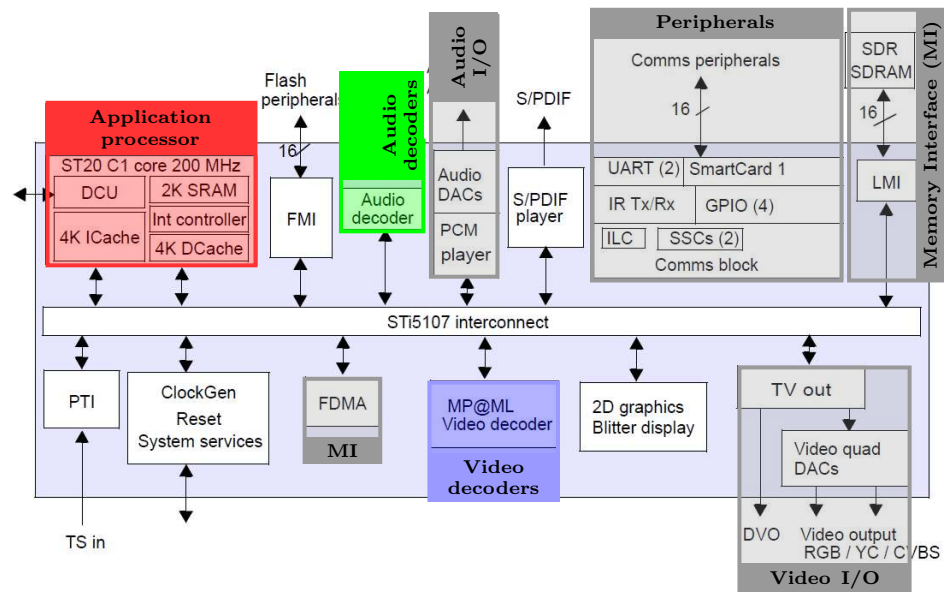 Peripherals
Audio
I/O
Memory Interface (MI)
SDR
SDRAM
Comms peripherals
16
16
Flash
peripherals
16
Audio
decoders
S/PDIF
Application
processor
ST20 C1 core 200 MHz
DCU
2K SRAM
Int controller
4K ICache
4K DCache
FMI
Audio
decoder
Audio
DACs
PCM
player
S/PDIF
player
UART (2)
SmartCard 1
IR Tx/Rx
GPIO (4)
ILC
SSCs (2)
Comms block
LMI
STi5107 interconnect
PTI
ClockGen
Reset
System services
FDMA
MI
MP@ML
Video decoder
Video
decoders
2D graphics
Blitter display
TV out
Video quad
DACs
TS in
DVO
Video output
RGB / YC / CVBS
Video I/O